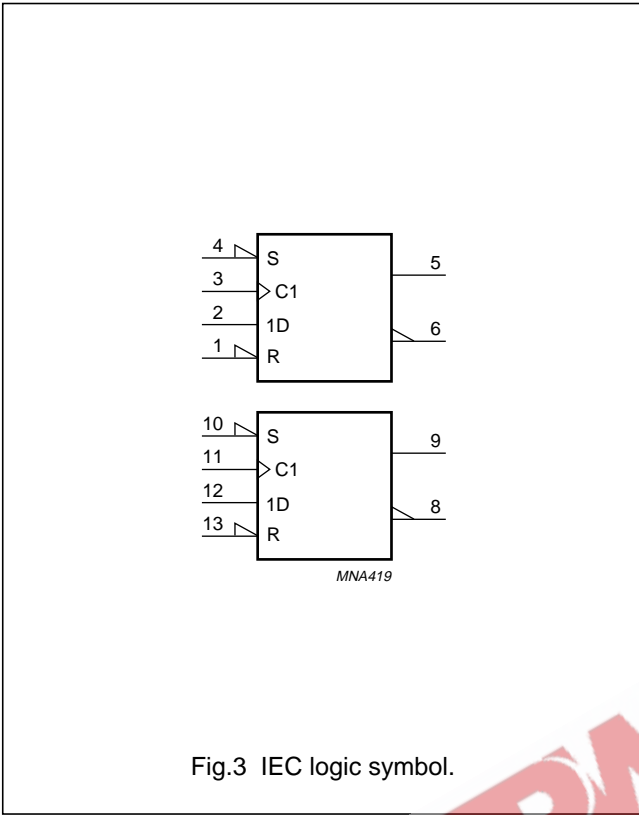 4 S
3 C1 5
2 1D
1 R 6
10 S
11 C1 9
12 1D
13 R 8
MNA419
Fig.3 IEC logic symbol.